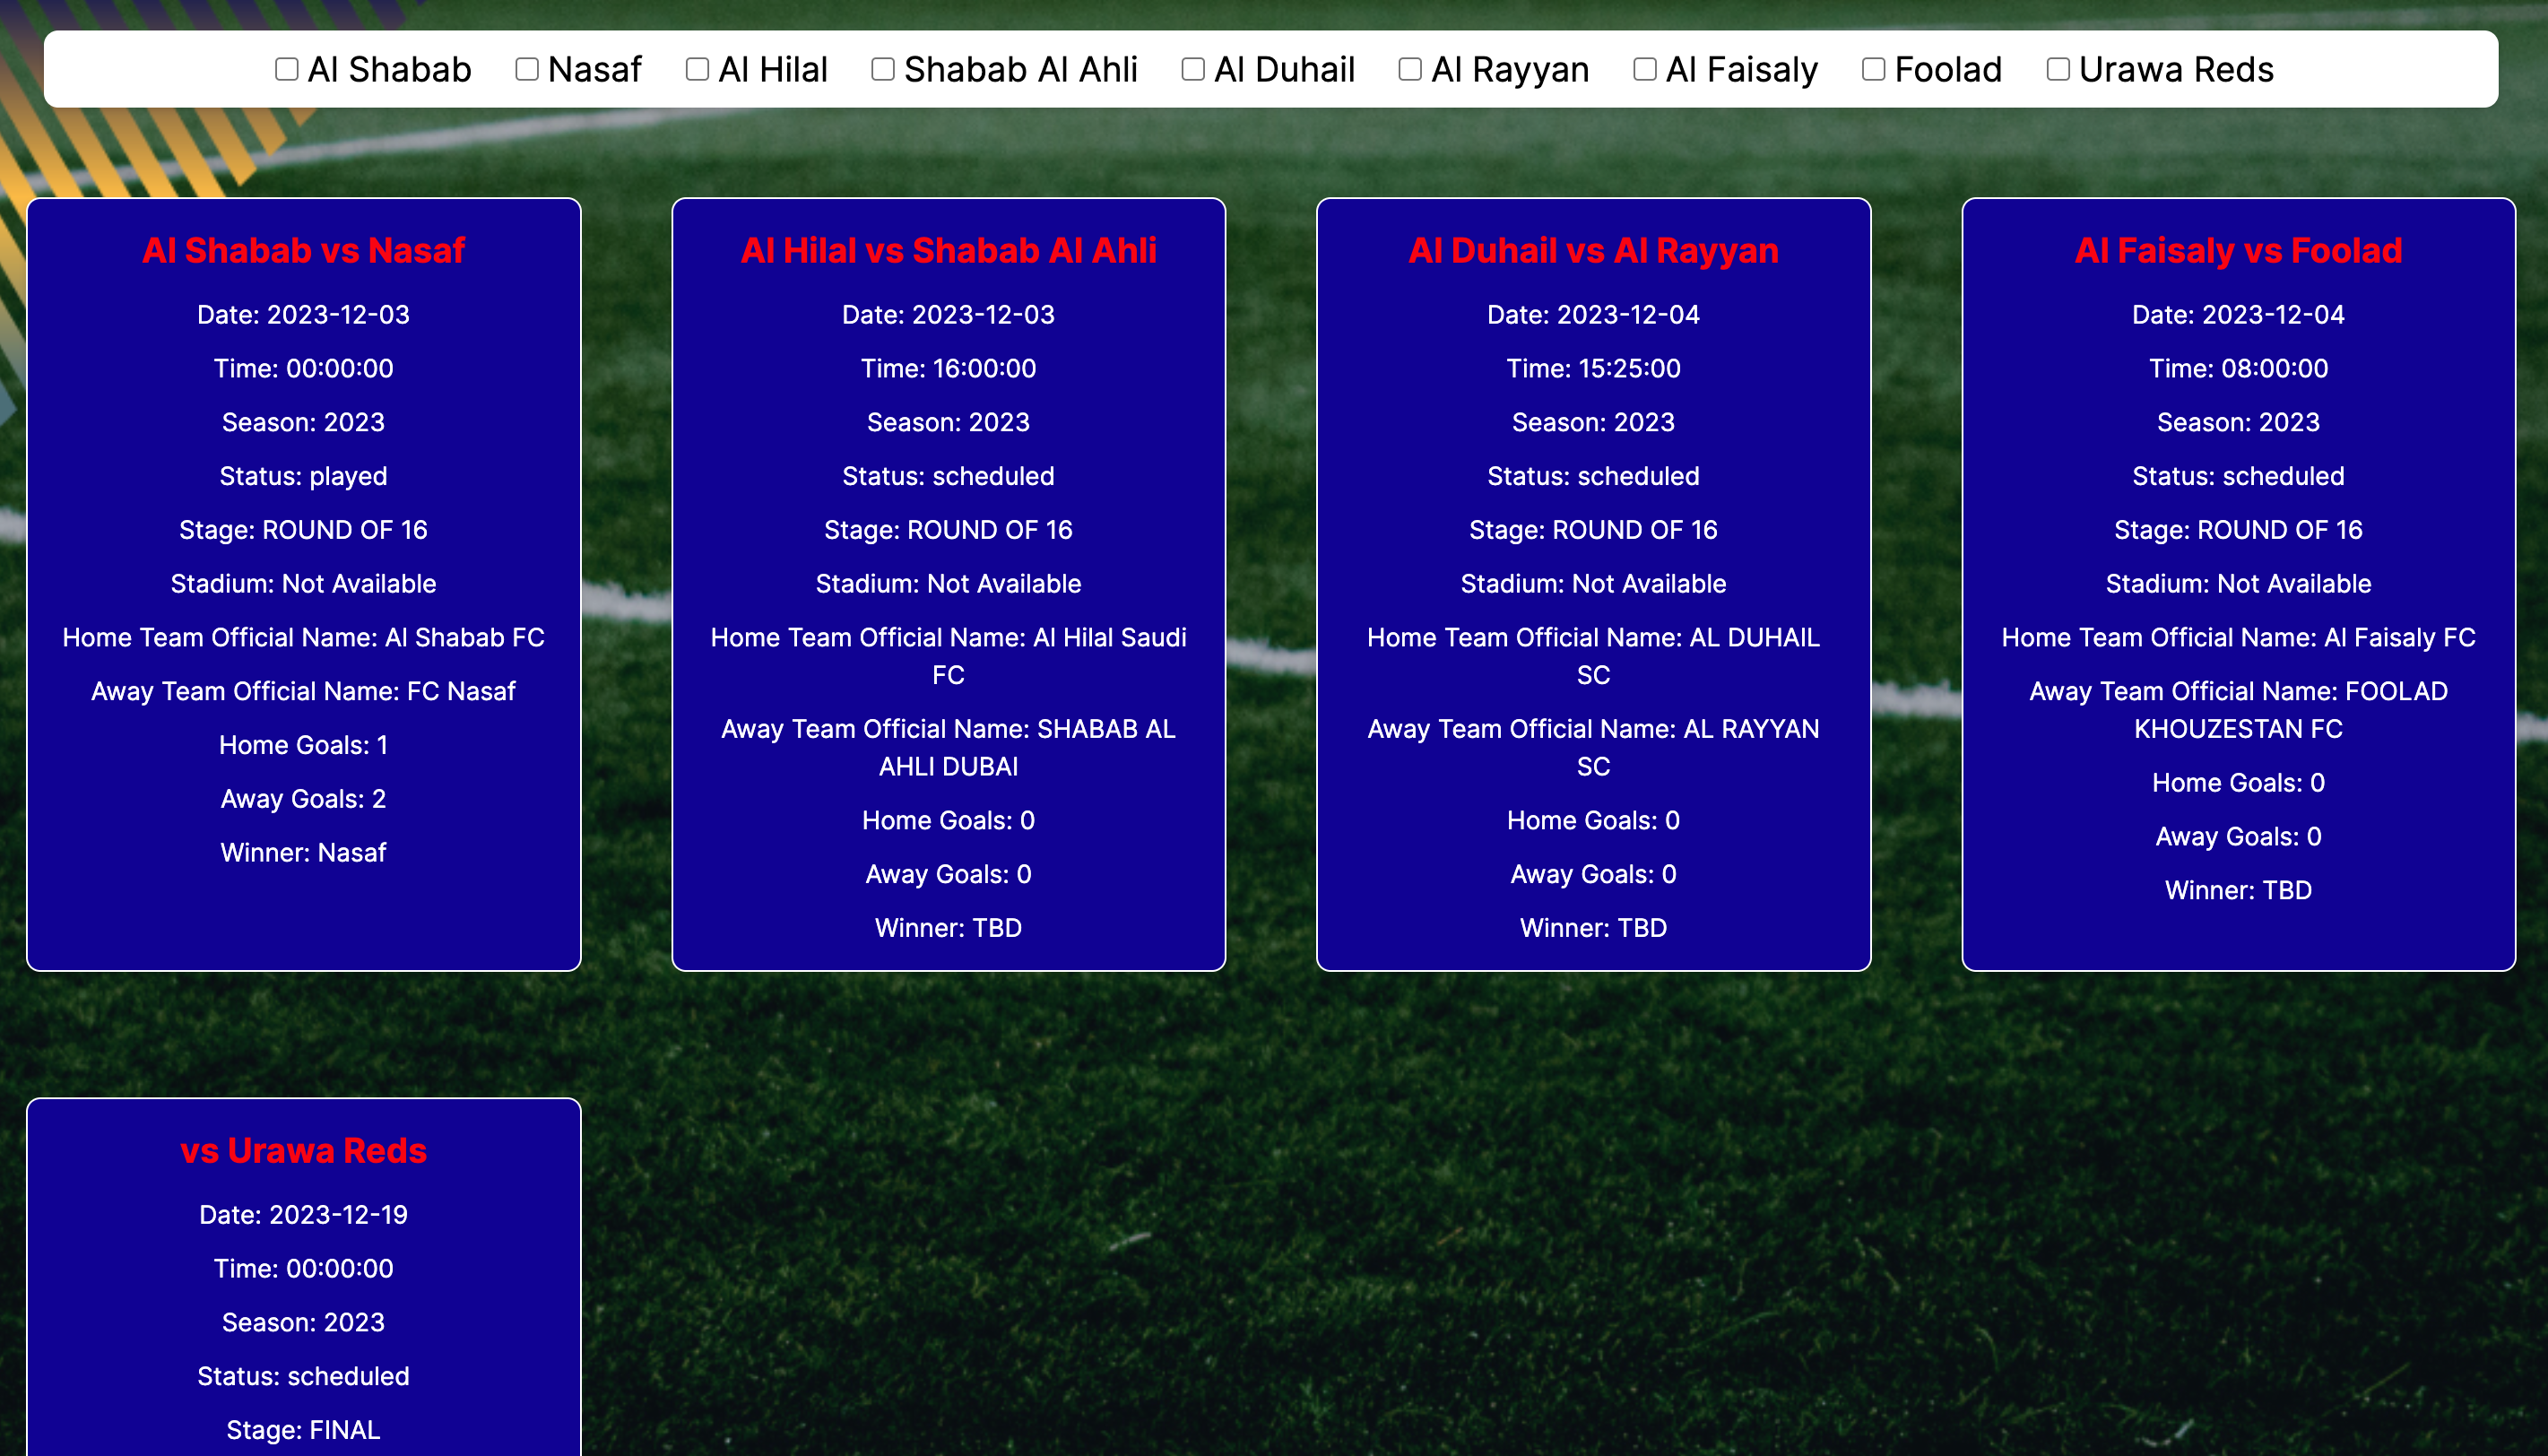 Al Shabab Nasaf Al Hilal Shabab Al Ahli Al Duhail Al Rayyan Al Faisaly Foolad Urawa Reds
Al Shabab vs Nasaf
Date: 2023-12-03
Time: 00:00:00
Season: 2023
Status: played
Stage: ROUND OF 16
Stadium: Not Available
Home Team Official Name: Al Shabab FC
Away Team Official Name: FC Nasaf
Home Goals: 1
Away Goals: 2
Winner: Nasaf
Al Hilal vs Shabab Al Ahli
Date: 2023-12-03
Time: 16:00:00
Season: 2023
Status: scheduled
Stage: ROUND OF 16
Stadium: Not Available
Home Team Official Name: Al Hilal Saudi
FC
Away Team Official Name: SHABAB AL
AHLI DUBAI
Home Goals: 0
Away Goals: 0
Winner: TBD
Al Duhail vs Al Rayyan
Date: 2023-12-04
Time: 15:25:00
Season: 2023
Status: scheduled
Stage: ROUND OF 16
Stadium: Not Available
Home Team Official Name: AL DUHAIL
SC
Away Team Official Name: AL RAYYAN
SC
Home Goals: 0
Away Goals: 0
Winner: TBD
Al Faisaly vs Foolad
Date: 2023-12-04
Time: 08:00:00
Season: 2023
Status: scheduled
Stage: ROUND OF 16
Stadium: Not Available
Home Team Official Name: Al Faisaly FC
Away Team Official Name: FOOLAD
KHOUZESTAN FC
Home Goals: 0
Away Goals: 0
Winner: TBD
vs Urawa Reds
Date: 2023-12-19
Time: 00:00:00
Season: 2023
Status: scheduled
Stage: FINAL